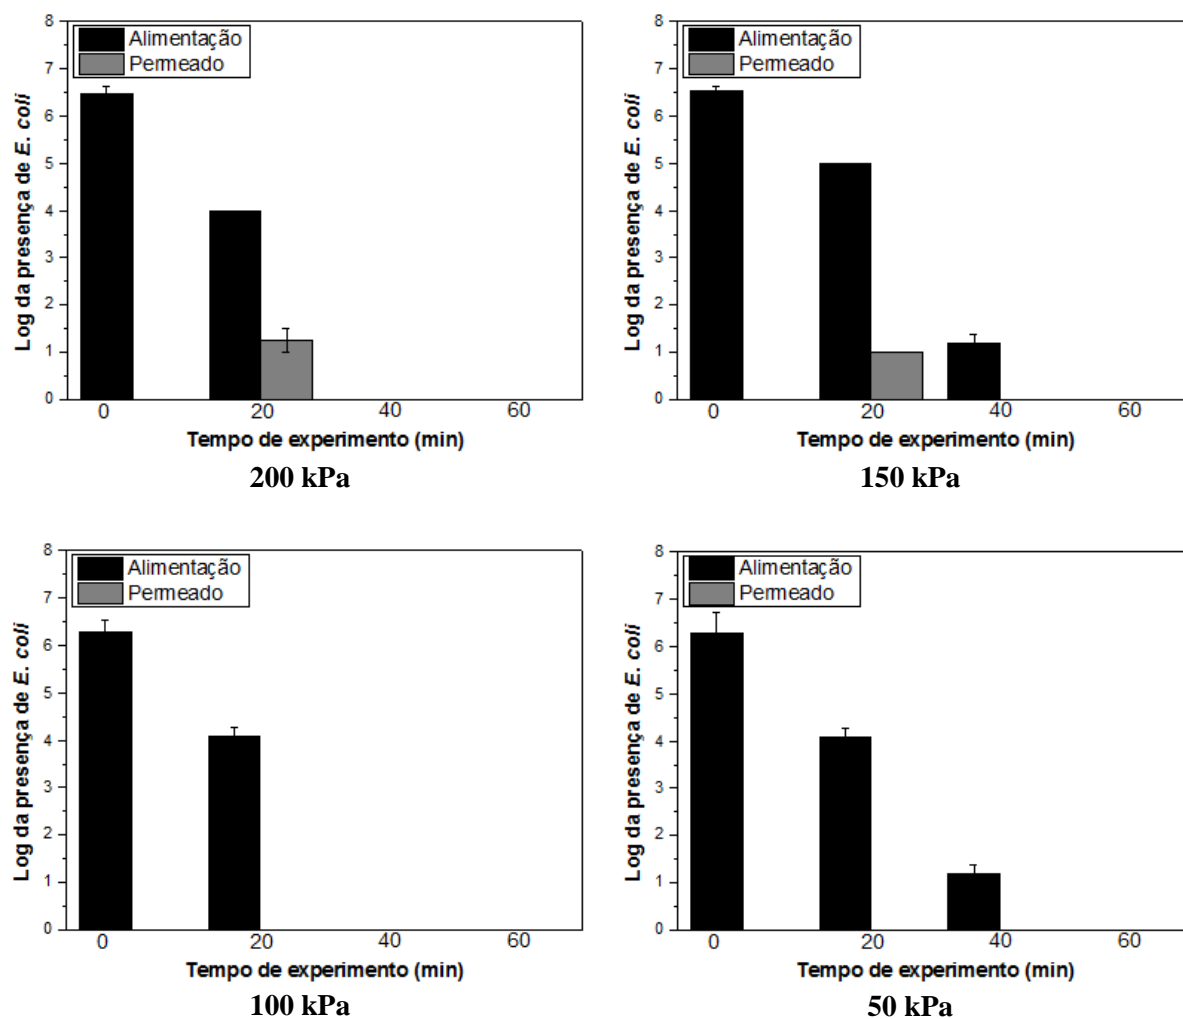 8
7
6
5
4
3
2
1
0
Log da presença de E. coli
Alimentação
Permeado
0 20 40 60
Tempo de experimento (min)
200 kPa
8
7
6
5
4
3
2
1
0
Log da presença de E. coli
Alimentação
Permeado
0 20 40 60
Tempo de experimento (min)
150 kPa
8
7
6
5
4
3
2
1
0
Log da presença de E. coli
Alimentação
Permeado
0 20 40 60
Tempo de experimento (min)
100 kPa
8
7
6
5
4
3
2
1
0
Log da presença de E. coli
Alimentação
Permeado
0 20 40 60
Tempo de experimento (min)
50 kPa